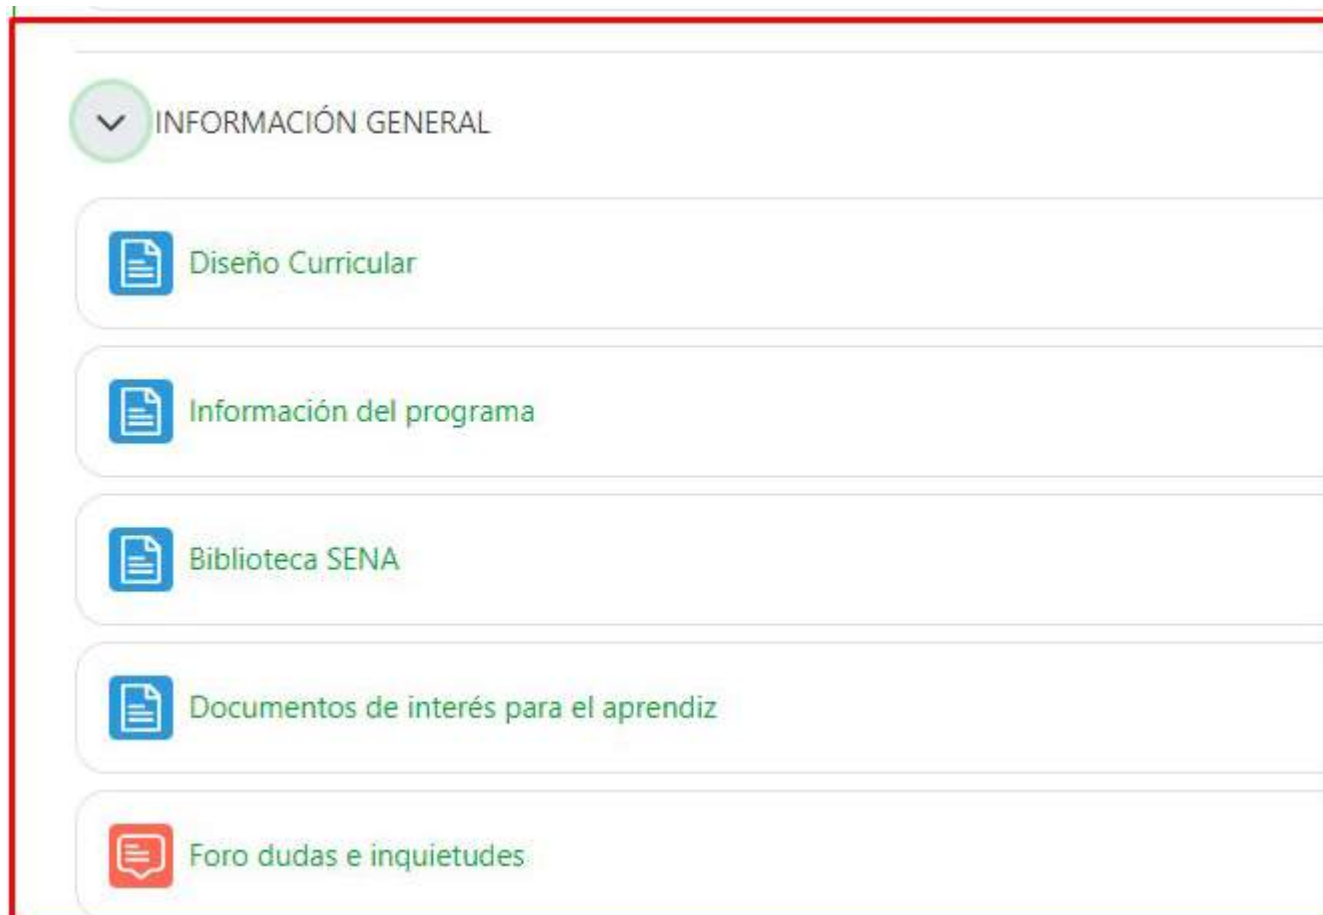 INFORMACIÓN GENERAL
Diseño Curricular
Información del programa
Biblioteca SENA
Documentos de interés para el aprendiz
Foro dudas e inquietudes